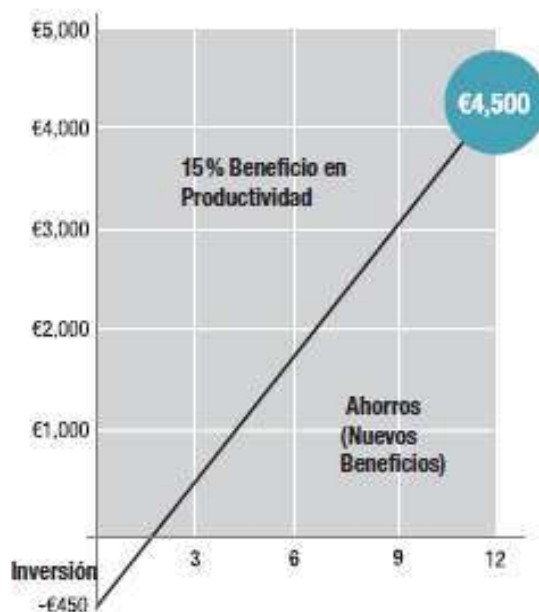 €5,000
€4,500
€4,000
15% Beneficio en
Productividad
€3,000
€2,000
Ahorros
(Nuevos
Beneficios)
€1,000
3
6
9
12
Inversión
-€450